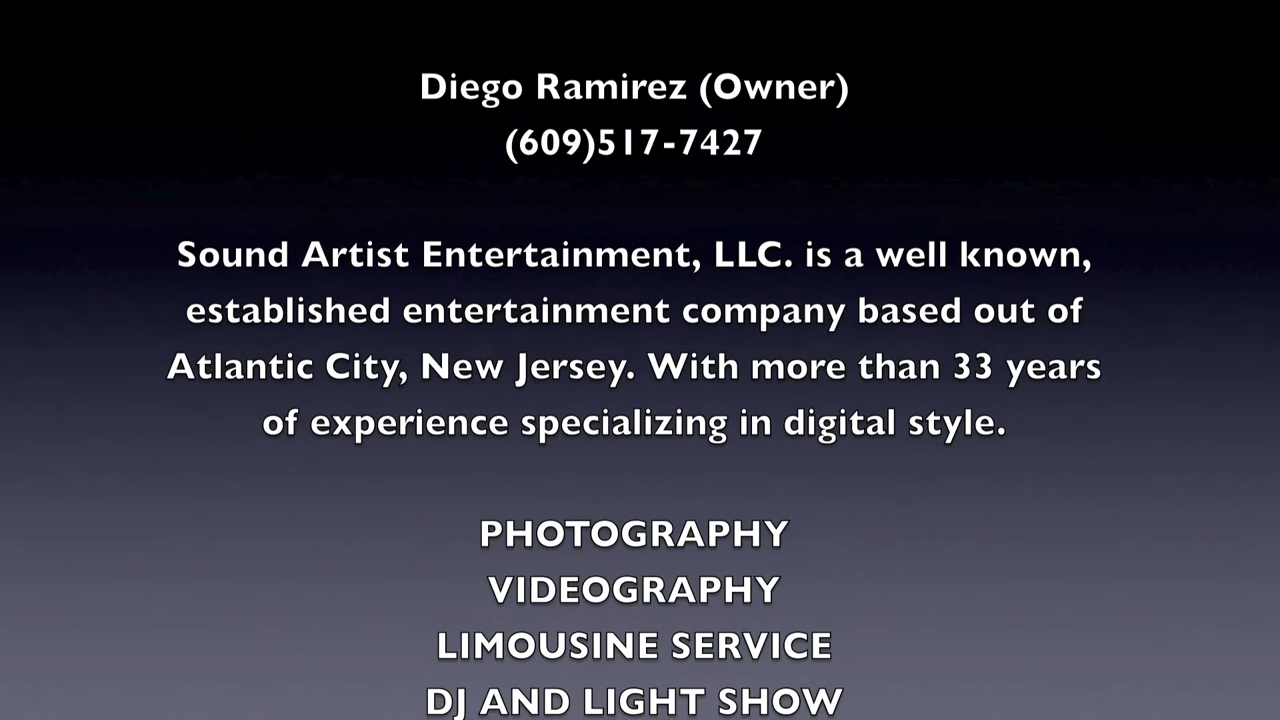 Diego Ramirez (Owner)
(609)517-7427
Sound Artist Entertainment, LLC. is a well known,
established entertainment company based out of
Atlantic City, New Jersey. With more than 33 years
of experience specializing in digital style.
PHOTOGRAPHY
VIDEOGRAPHY
LIMOUSINE SERVICE
DJ AND LIGHT SHOW